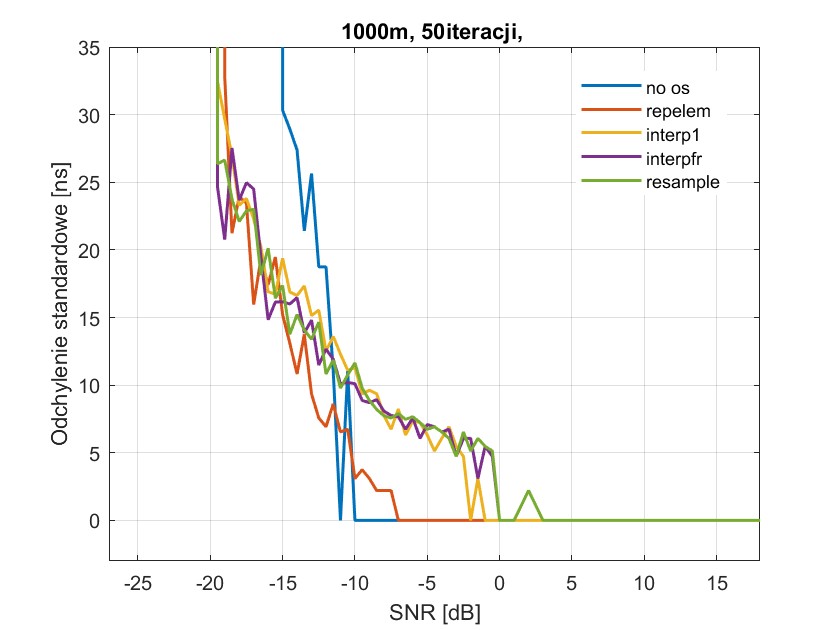 1000m, 50iteracji,
35
30
25
20
15
10
5
0
Odchylenie standardowe [ns]
no os
repelem
interp1
interpfr
resample
-25 -20 -15 -10 -5 0 5 10 15
SNR [dB]